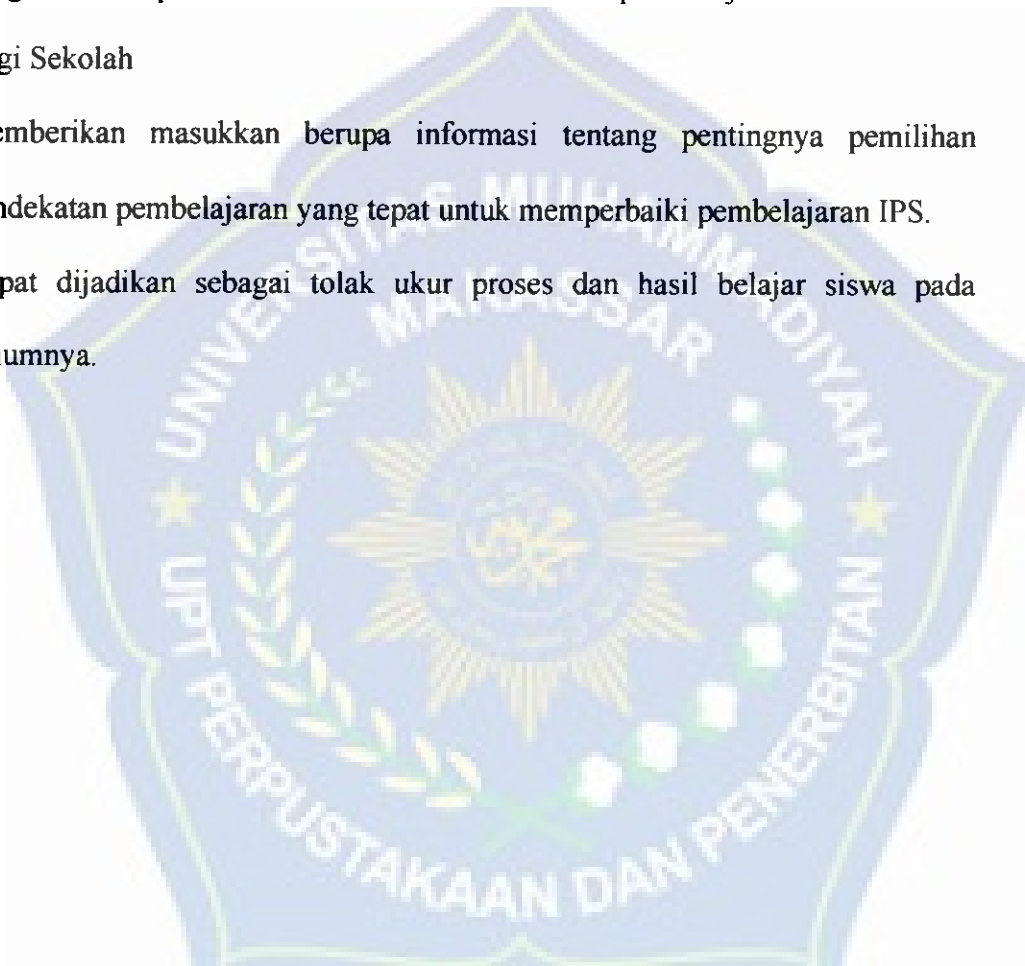 gi Sekolah
emberikan masukkan berupa informasi tentang pentingnya pemilihan
ndekatan pembelajaran yang tepat untuk memperbaiki pembelajaran IPS.
pat dijadikan sebagai tolak ukur proses dan hasil belajar siswa pada
umnya.
UNIVERSITAS MUHAMMADIYAH
MAKASSAR
UPT PERPUSTAKAAN DAN PENERBITAN